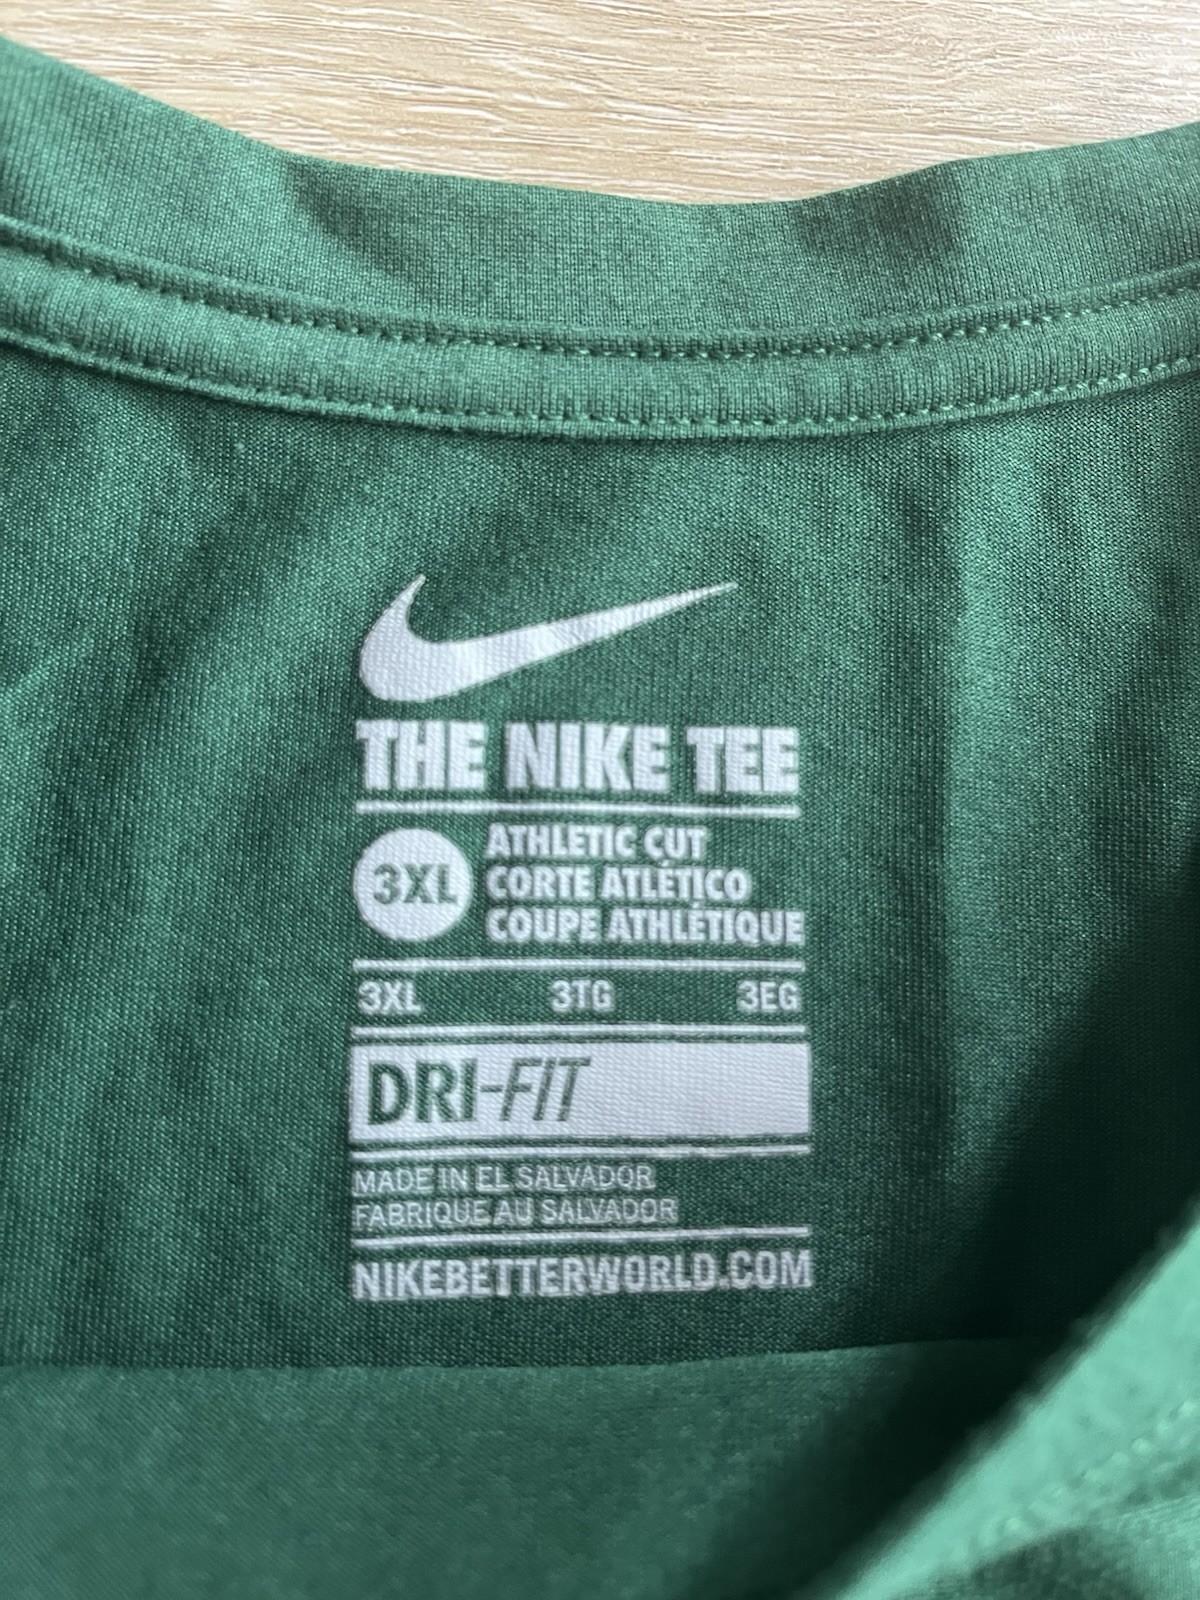 THE NIKE TEE
3XL
ATHLETIC CUT
CORTE ATLÉTICO
COUPE ATHLÉTIQUE
3XL 3TG 3EG
DRI-FIT
MADE IN EL SALVADOR
FABRIQUE AU SALVADOR
NIKEBETTERWORLD.COM